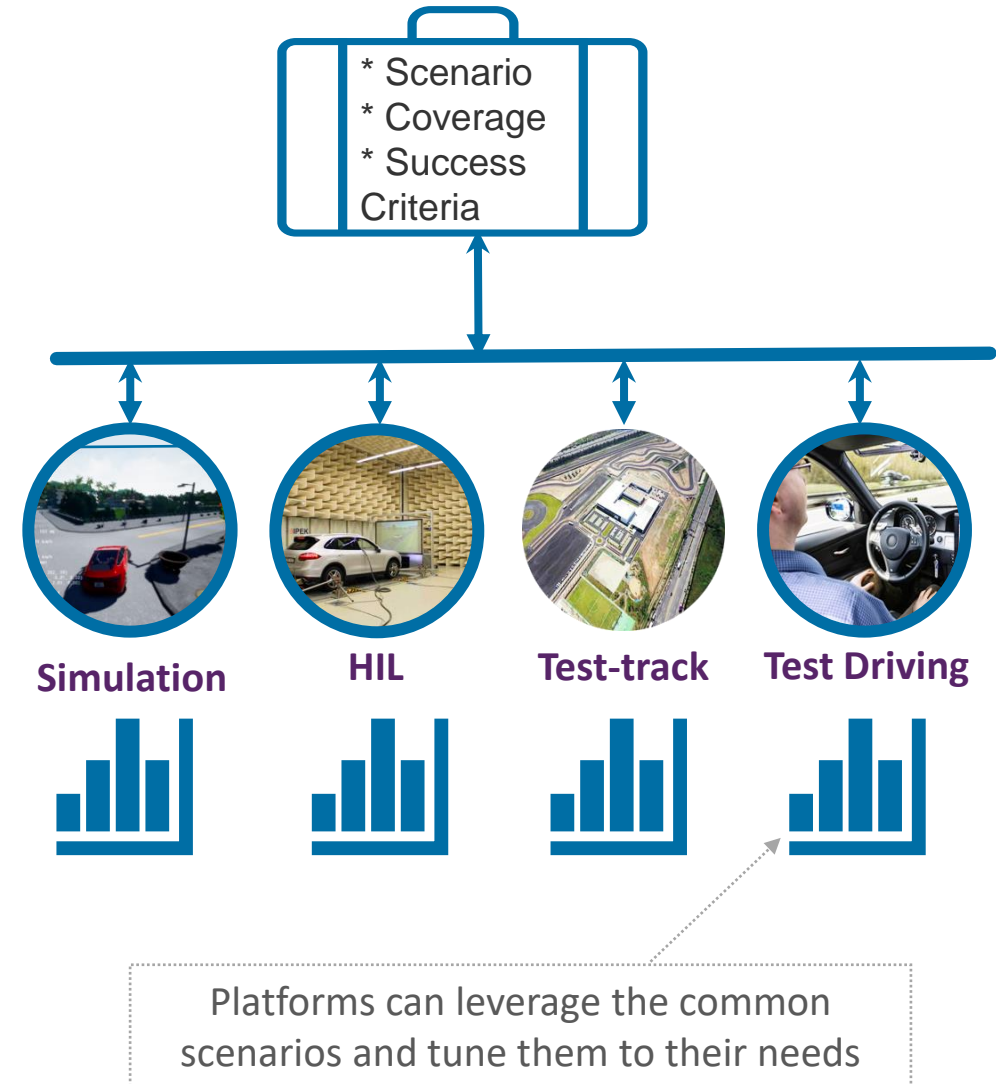 * Scenario
* Coverage
* Success
Criteria
IPEK
Simulation
HIL
Test-track
Test Driving
Platforms can leverage the common
scenarios and tune them to their needs